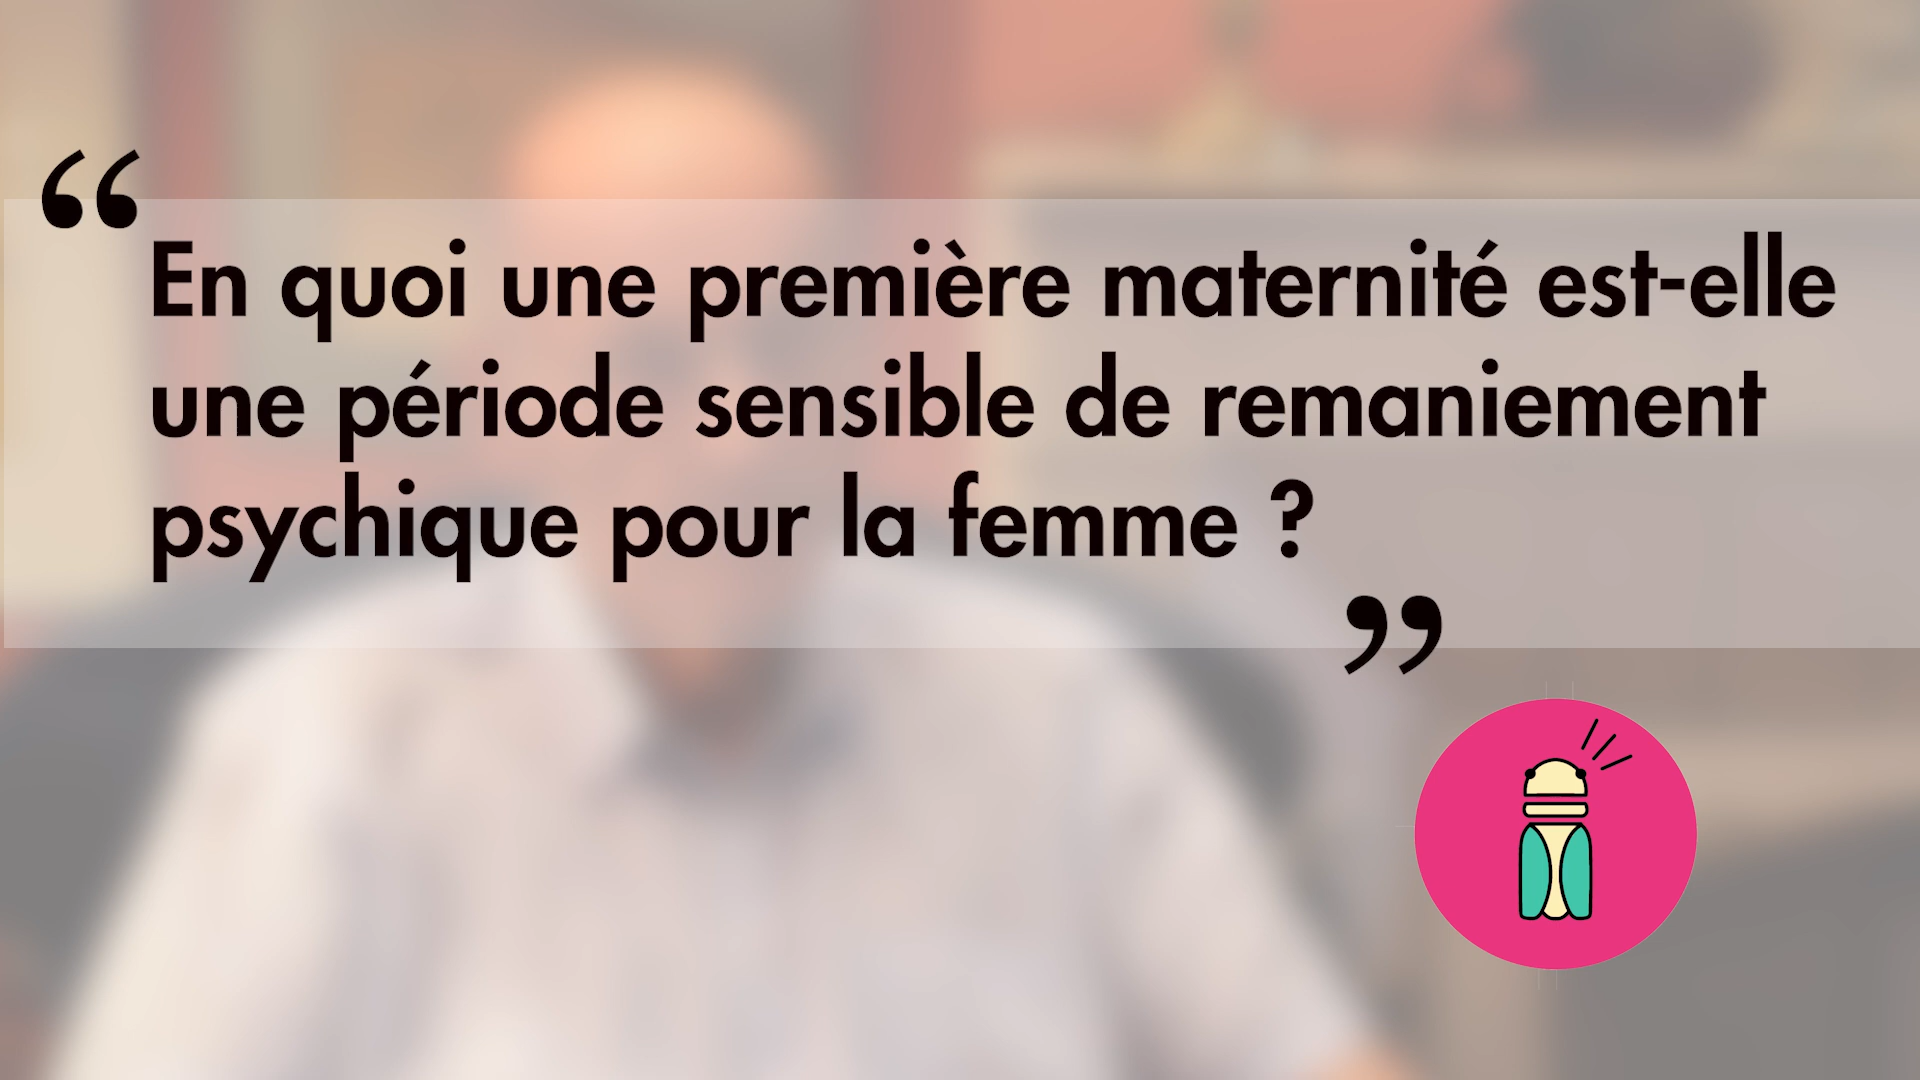 “
En quoi une première maternité est-elle
une période sensible de remaniement
psychique pour la femme ?
”